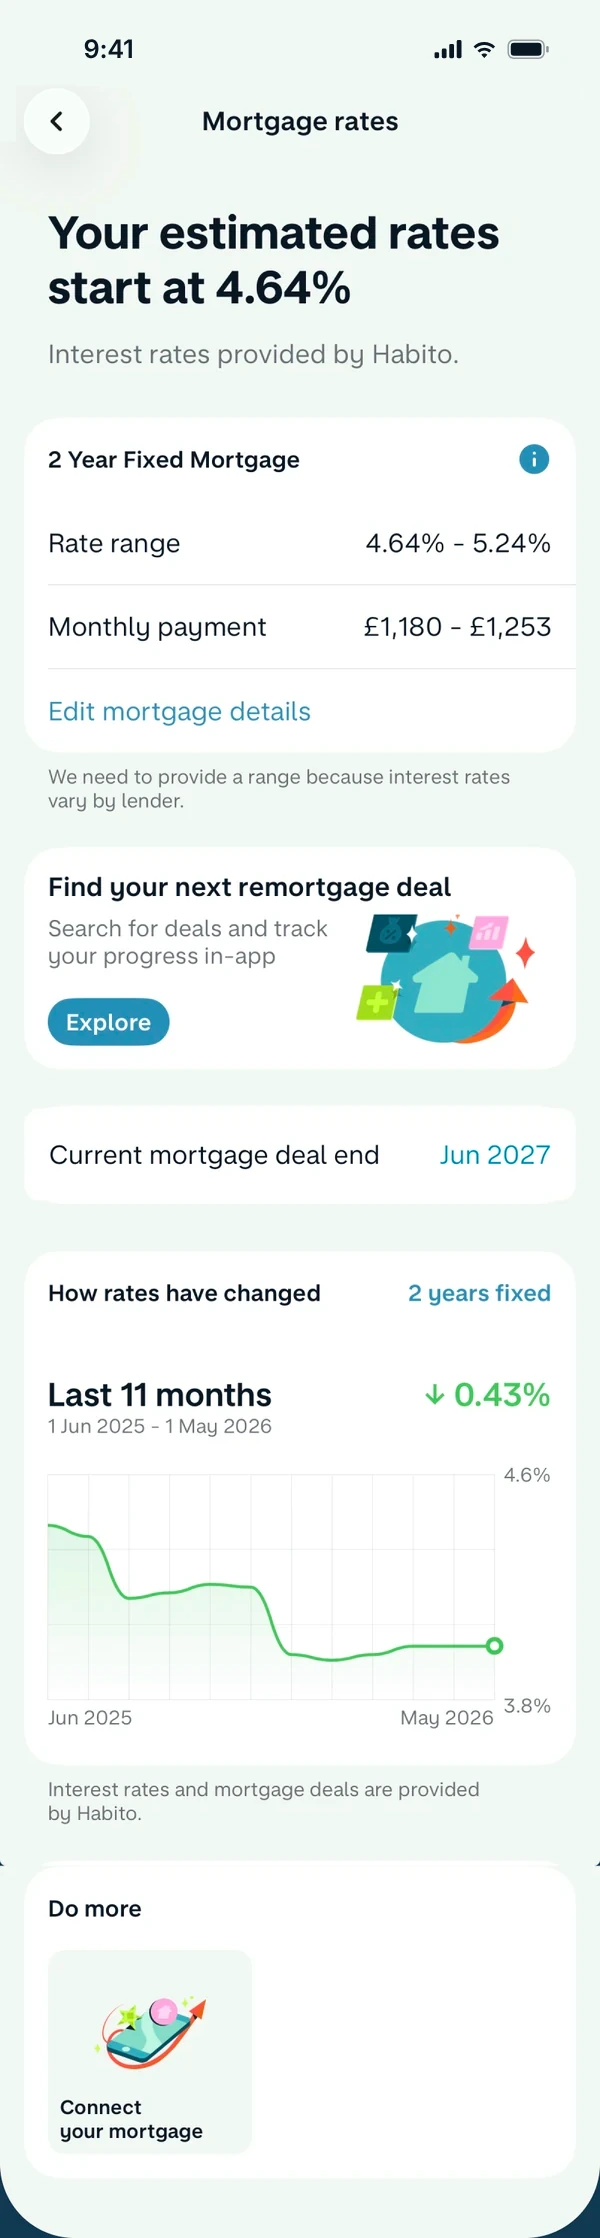 9:41
Mortgage rates
Your estimated rates
start at 4.64%
Interest rates provided by Habito.
2 Year Fixed Mortgage
Rate range 4.64% - 5.24%
Monthly payment £1,180 - £1,253
Edit mortgage details
We need to provide a range because interest rates
vary by lender.
Find your next remortgage deal
Search for deals and track
your progress in-app
Explore
Current mortgage deal end Jun 2027
How rates have changed 2 years fixed
Last 11 months ↓ 0.43%
1 Jun 2025 - 1 May 2026
4.6%
3.8%
Jun 2025 May 2026
Interest rates and mortgage deals are provided
by Habito.
Do more
Connect
your mortgage